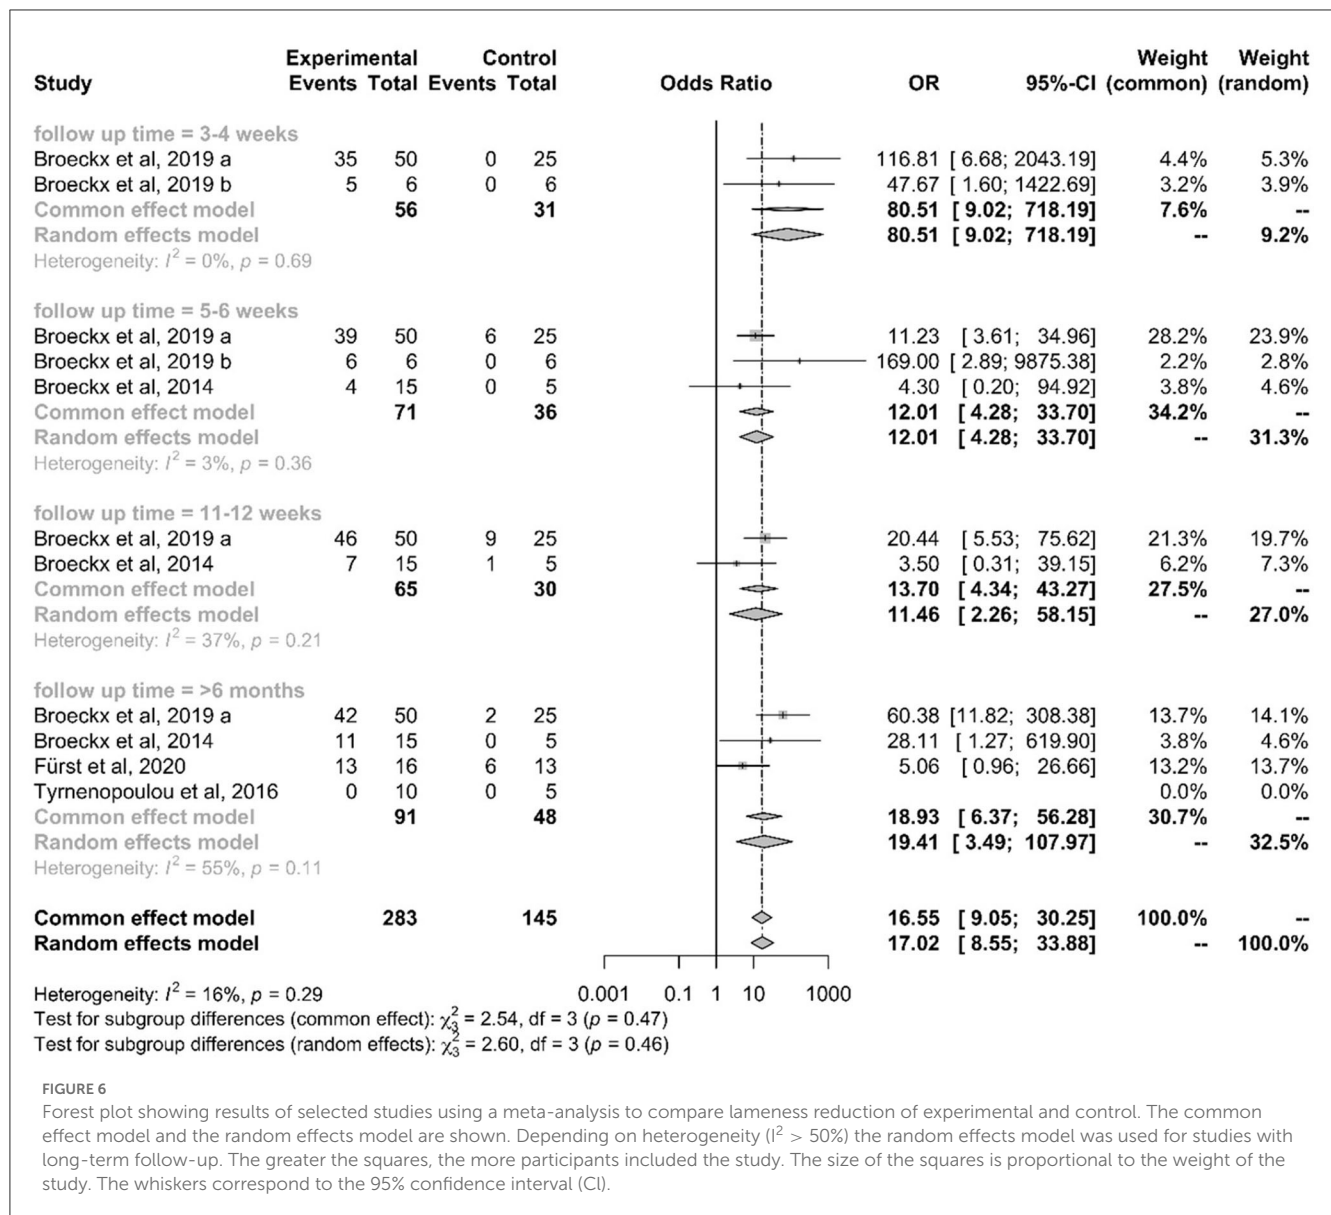 Experimental Control Weight Weight
Study Events Total Events Total Odds Ratio OR 95%-CI (common) (random)
follow up time = 3-4 weeks
Broeckx et al, 2019 a 35 50 0 25 116.81 [ 6.68; 2043.19] 4.4% 5.3%
Broeckx et al, 2019 b 5 6 0 6 47.67 [ 1.60; 1422.69] 3.2% 3.9%
Common effect model 56 31 80.51 [ 9.02; 718.19] 7.6% --
Random effects model 80.51 [ 9.02; 718.19] -- 9.2%
Heterogeneity: I² = 0%, p = 0.69
follow up time = 5-6 weeks
Broeckx et al, 2019 a 39 50 6 25 11.23 [ 3.61; 34.96] 28.2% 23.9%
Broeckx et al, 2019 b 6 6 0 6 169.00 [ 2.89; 9875.38] 2.2% 2.8%
Broeckx et al, 2014 4 15 0 5 4.30 [ 0.20; 94.92] 3.8% 4.6%
Common effect model 71 36 12.01 [ 4.28; 33.70] 34.2% --
Random effects model 12.01 [ 4.28; 33.70] -- 31.3%
Heterogeneity: I² = 3%, p = 0.36
follow up time = 11-12 weeks
Broeckx et al, 2019 a 46 50 9 25 20.44 [ 5.53; 75.62] 21.3% 19.7%
Broeckx et al, 2014 7 15 1 5 3.50 [ 0.31; 39.15] 6.2% 7.3%
Common effect model 65 30 13.70 [ 4.34; 43.27] 27.5% --
Random effects model 11.46 [ 2.26; 58.15] -- 27.0%
Heterogeneity: I² = 37%, p = 0.21
follow up time = >6 months
Broeckx et al, 2019 a 42 50 2 25 60.38 [11.82; 308.38] 13.7% 14.1%
Broeckx et al, 2014 11 15 0 5 28.11 [ 1.27; 619.90] 3.8% 4.6%
Fürst et al, 2020 13 16 6 13 5.06 [ 0.96; 26.66] 13.2% 13.7%
Tyrnenopoulou et al, 2016 0 10 0 5 0.0% 0.0%
Common effect model 91 48 18.93 [ 6.37; 56.28] 30.7% --
Random effects model 19.41 [ 3.49; 107.97] -- 32.5%
Heterogeneity: I² = 55%, p = 0.11
Common effect model 283 145 16.55 [ 9.05; 30.25] 100.0% --
Random effects model 17.02 [ 8.55; 33.88] -- 100.0%
Heterogeneity: I² = 16%, p = 0.29 0.001 0.1 1 10 1000
Test for subgroup differences (common effect): χ²₃ = 2.54, df = 3 (p = 0.47)
Test for subgroup differences (random effects): χ²₃ = 2.60, df = 3 (p = 0.46)
FIGURE 6
Forest plot showing results of selected studies using a meta-analysis to compare lameness reduction of experimental and control. The common
effect model and the random effects model are shown. Depending on heterogeneity (I² > 50%) the random effects model was used for studies with
long-term follow-up. The greater the squares, the more participants included the study. The size of the squares is proportional to the weight of the
study. The whiskers correspond to the 95% confidence interval (CI).